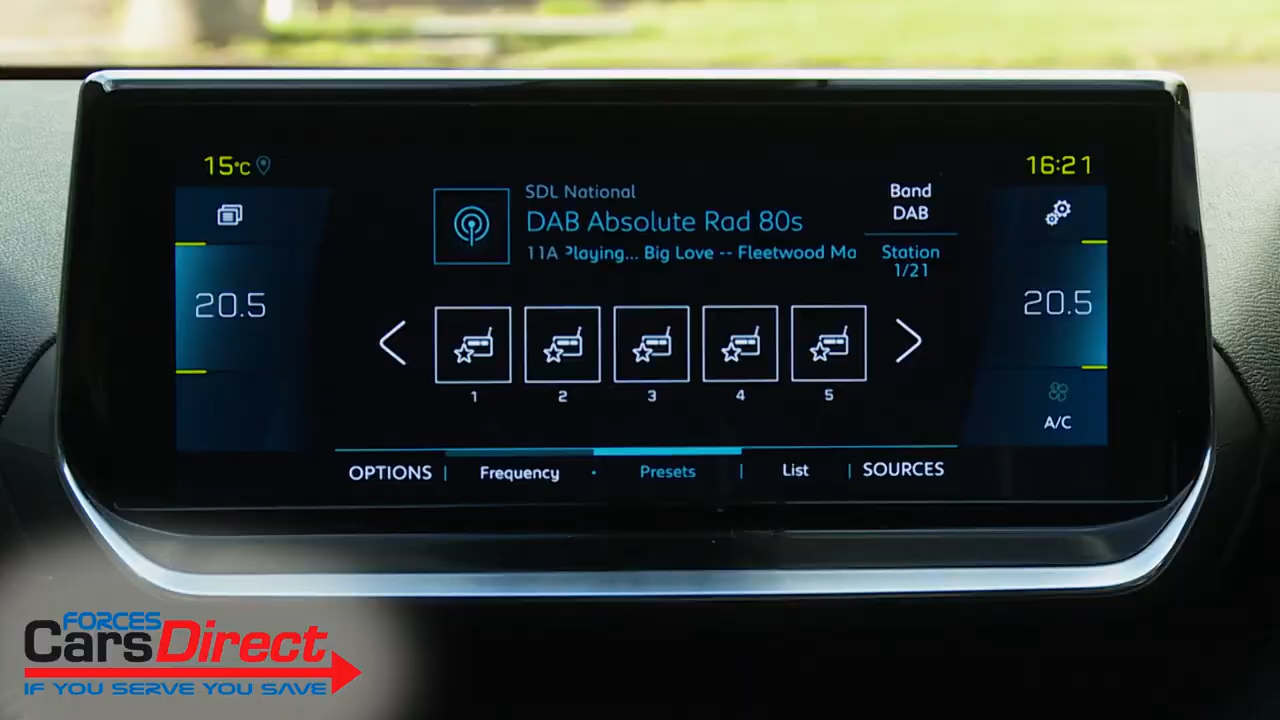 15°C
16:21
SDL National
DAB Absolute Rad 80s
11A Playing... Big Love -- Fleetwood Ma
Band
DAB
Station
1/21
20.5
20.5
1 2 3 4 5
A/C
OPTIONS | Frequency · Presets | List | SOURCES
FORCES
CarsDirect
IF YOU SERVE YOU SAVE